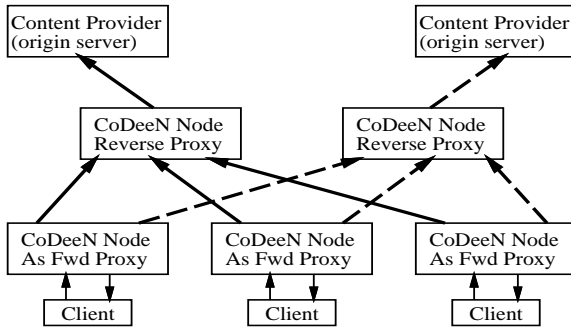 Content Provider
(origin server)
Content Provider
(origin server)
CoDeeN Node
Reverse Proxy
CoDeeN Node
Reverse Proxy
CoDeeN Node
As Fwd Proxy
CoDeeN Node
As Fwd Proxy
CoDeeN Node
As Fwd Proxy
Client
Client
Client